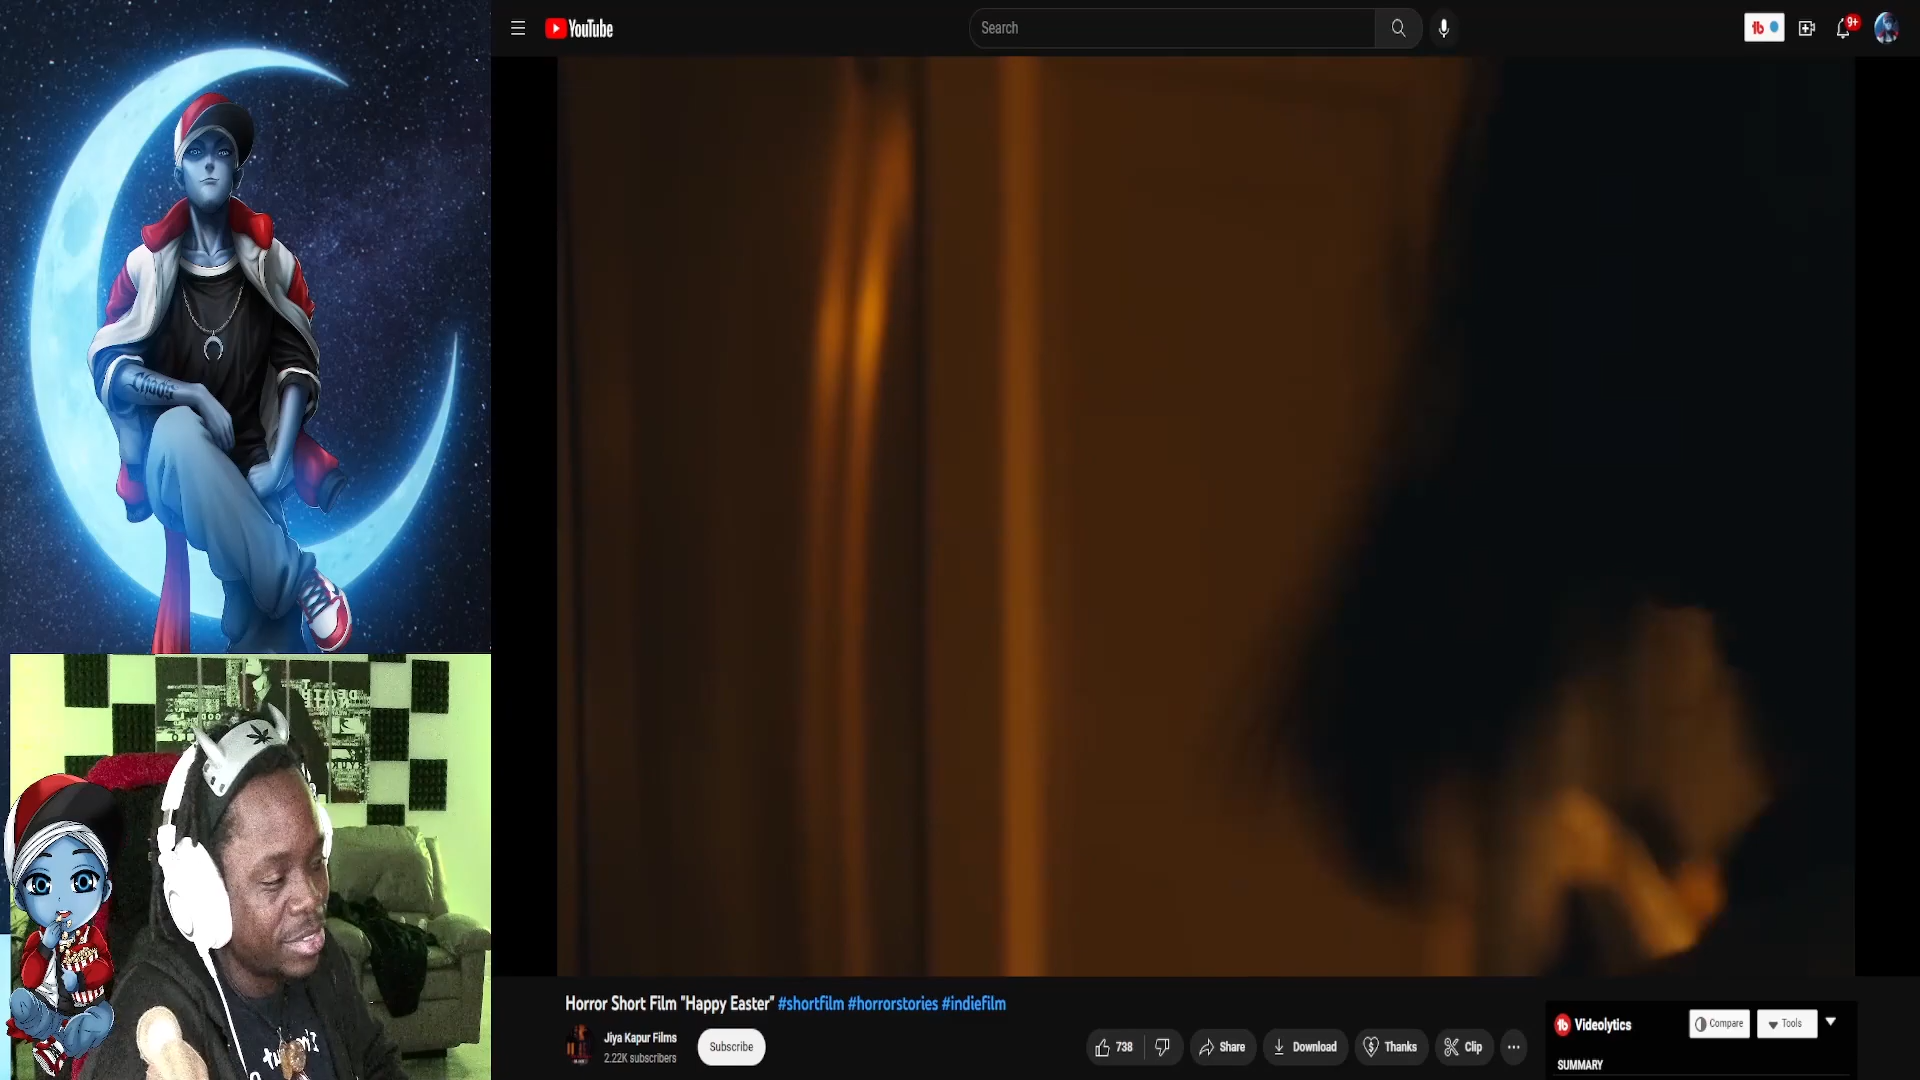 YouTube
Search
9+
Chaos
Horror Short Film "Happy Easter" #shortfilm #horrorstories #indiefilm
Jiya Kapur Films
2.22K subscribers
Subscribe
738
Share
Download
Thanks
Clip
Videolytics
Compare
Tools
SUMMARY